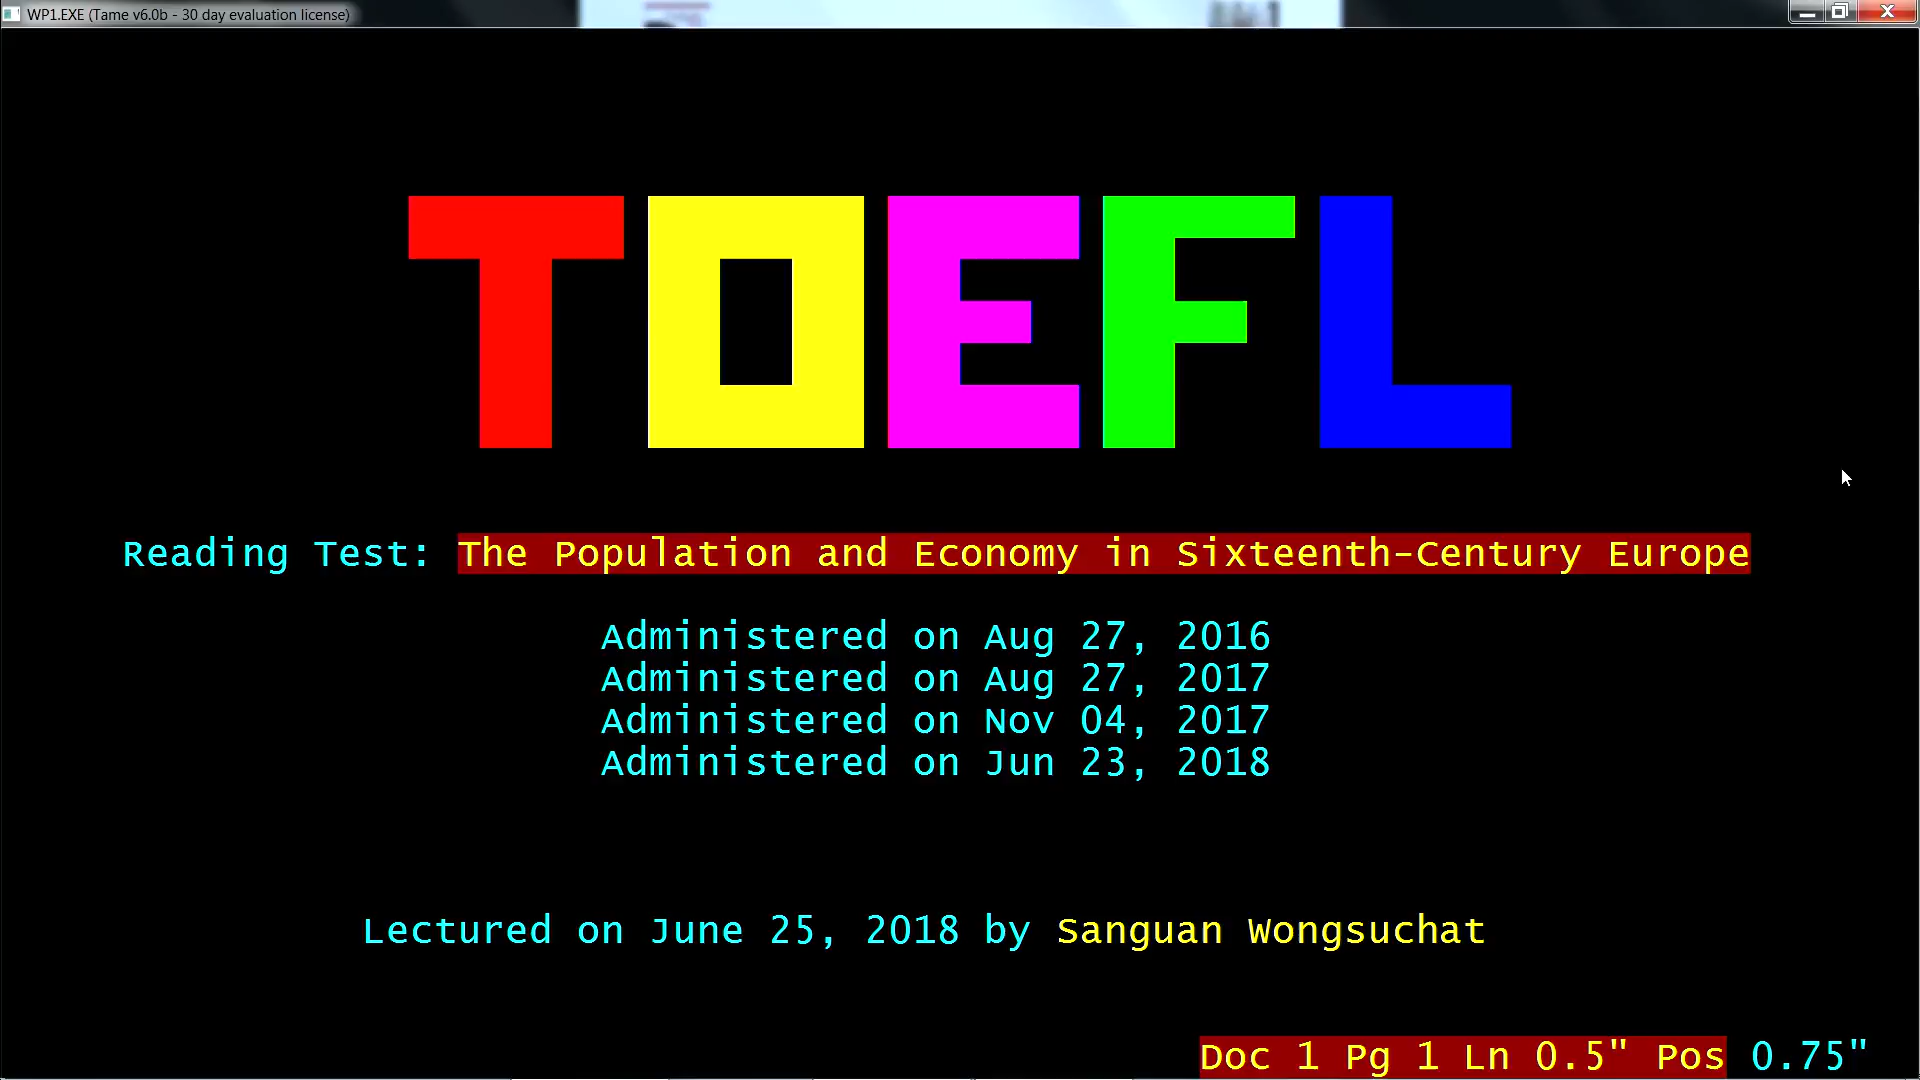 WP1.EXE (Tame v6.0b - 30 day evaluation license)
TOEFL
Reading Test: The Population and Economy in Sixteenth-Century Europe
Administered on Aug 27, 2016
Administered on Aug 27, 2017
Administered on Nov 04, 2017
Administered on Jun 23, 2018
Lectured on June 25, 2018 by Sanguan Wongsuchat
Doc 1 Pg 1 Ln 0.5" Pos 0.75"